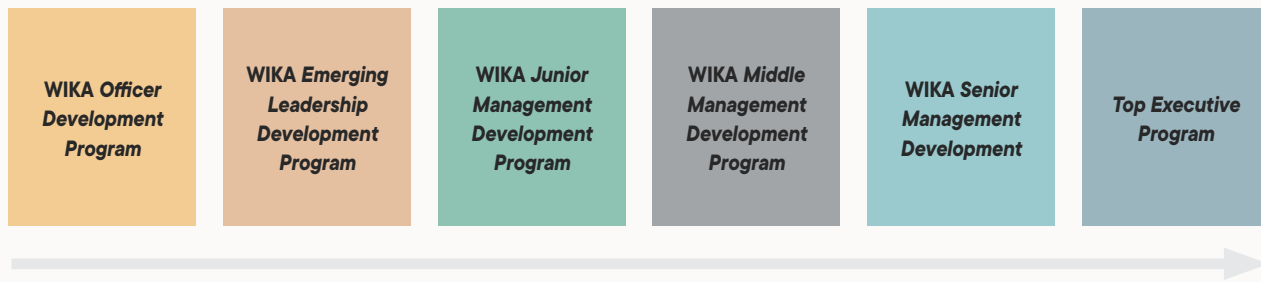 WIKA Officer
Development
Program
WIKA Emerging
Leadership
Development
Program
WIKA Junior
Management
Development
Program
WIKA Middle
Management
Development
Program
WIKA Senior
Management
Development
Top Executive
Program